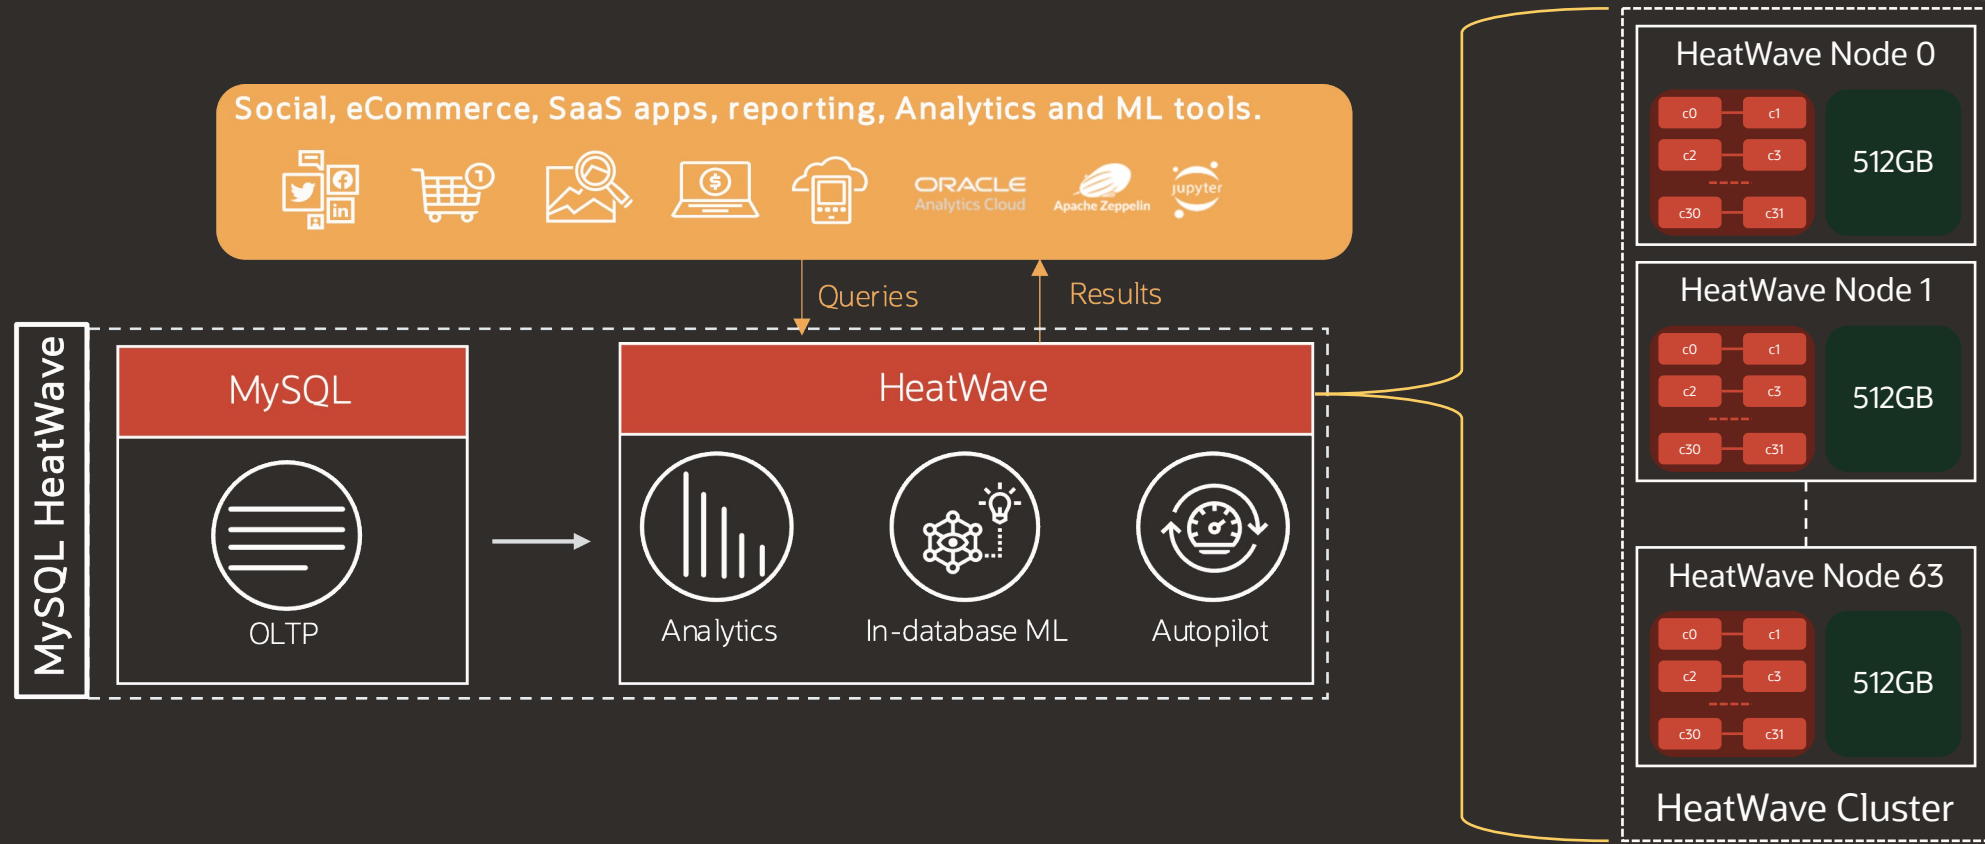 Social, eCommerce, SaaS apps, reporting, Analytics and ML tools.
1
in
$
ORACLE
Analytics Cloud
Apache Zeppelin
jupyter
Queries
Results
MySQL HeatWave
MySQL
OLTP
HeatWave
Analytics
In-database ML
Autopilot
HeatWave Node 0
c0 c1
c2 c3
c30 c31
512GB
HeatWave Node 1
c0 c1
c2 c3
c30 c31
512GB
HeatWave Node 63
c0 c1
c2 c3
c30 c31
512GB
HeatWave Cluster